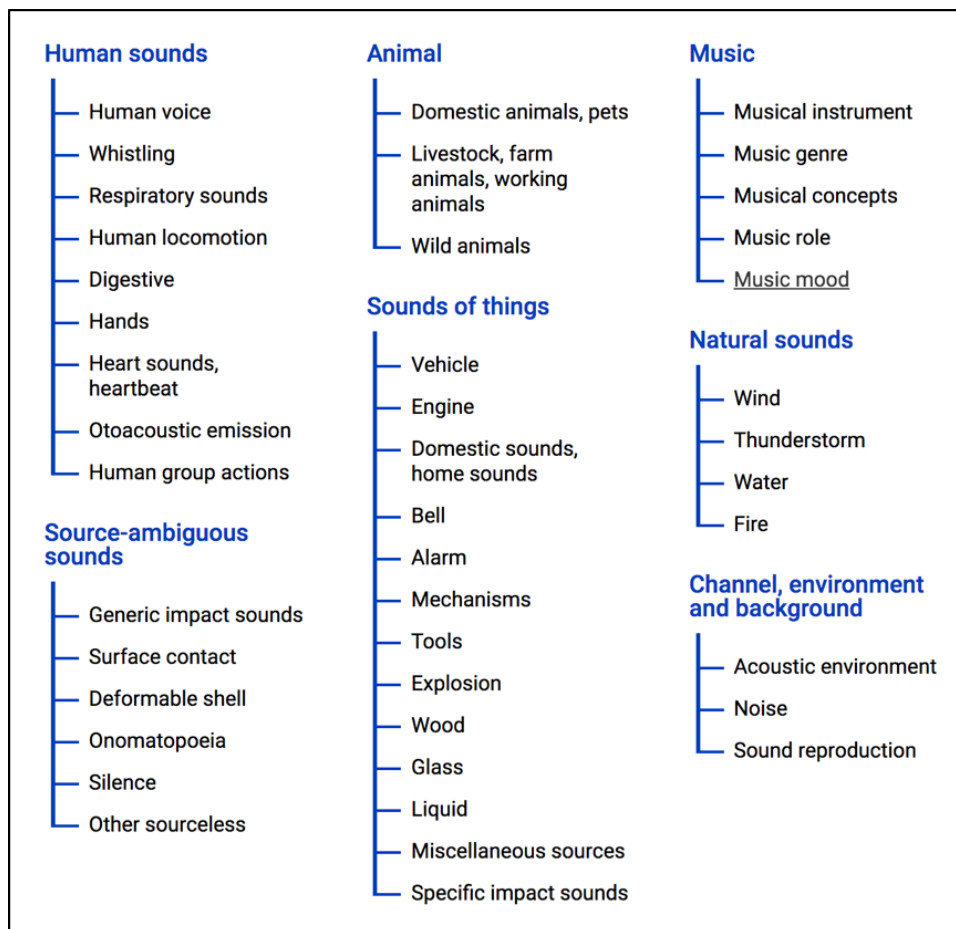 Human sounds
Human voice
Whistling
Respiratory sounds
Human locomotion
Digestive
Hands
Heart sounds,
heartbeat
Otoacoustic emission
Human group actions
Source-ambiguous
sounds
Generic impact sounds
Surface contact
Deformable shell
Onomatopoeia
Silence
Other sourceless
Animal
Domestic animals, pets
Livestock, farm
animals, working
animals
Wild animals
Sounds of things
Vehicle
Engine
Domestic sounds,
home sounds
Bell
Alarm
Mechanisms
Tools
Explosion
Wood
Glass
Liquid
Miscellaneous sources
Specific impact sounds
Music
Musical instrument
Music genre
Musical concepts
Music role
Music mood
Natural sounds
Wind
Thunderstorm
Water
Fire
Channel, environment
and background
Acoustic environment
Noise
Sound reproduction